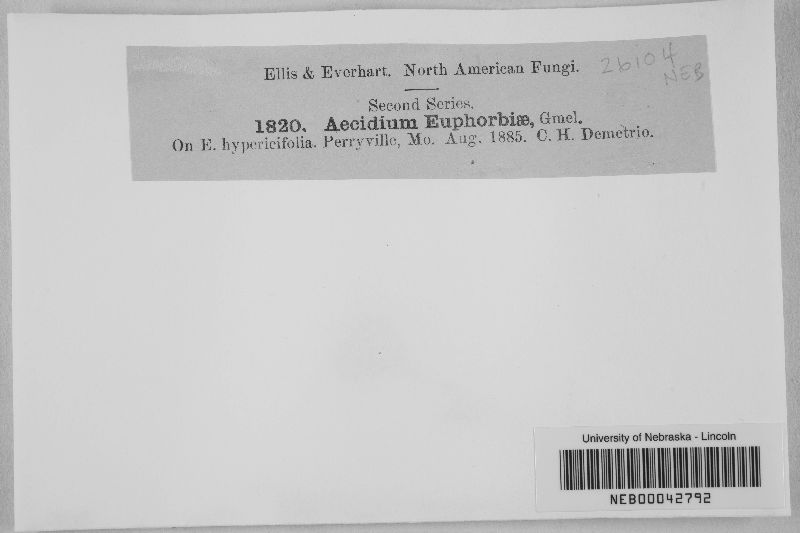 Ellis & Everhart. North American Fungi.
26104
NEB
Second Series.
1820. Aecidium Euphorbiæ, Gmel.
On E. hypericifolia. Perryville, Mo. Aug. 1885. C. H. Demetrio.
University of Nebraska - Lincoln
NEB00042792